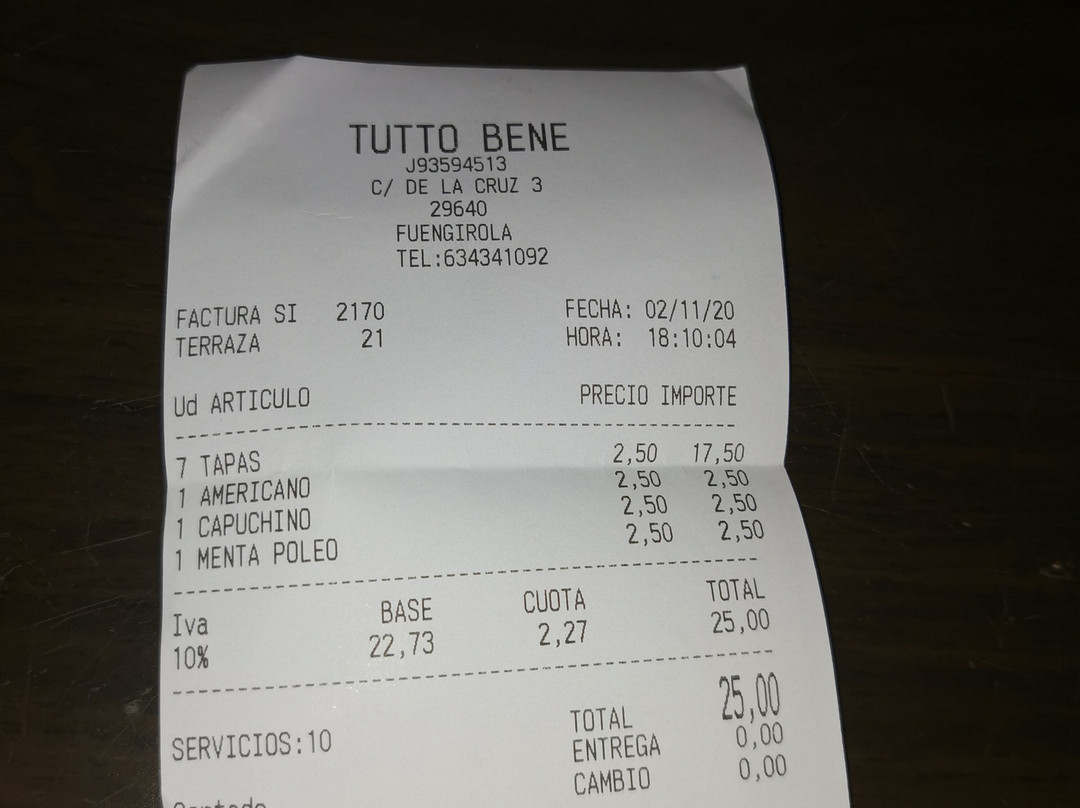 TUTTO BENE
J93594513
C/ DE LA CRUZ 3
29640
FUENGIROLA
TEL:634341092
FACTURA SI 2170 FECHA: 02/11/20
TERRAZA 21 HORA: 18:10:04
Ud ARTICULO PRECIO IMPORTE
7 TAPAS 2,50 17,50
1 AMERICANO 2,50 2,50
1 CAPUCHINO 2,50 2,50
1 MENTA POLEO 2,50 2,50
Iva BASE CUOTA TOTAL
10% 22,73 2,27 25,00
SERVICIOS:10 TOTAL 25,00
ENTREGA 0,00
CAMBIO 0,00